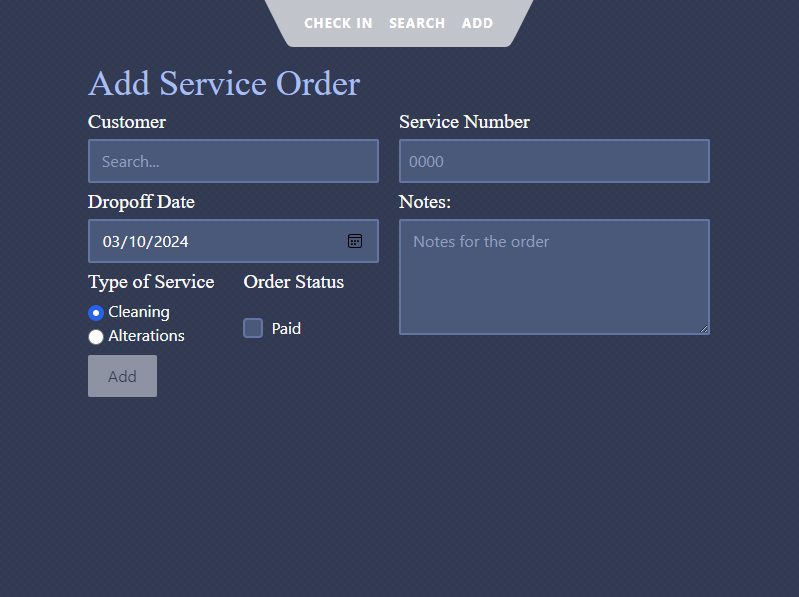 CHECK IN SEARCH ADD
Add Service Order
Customer Service Number
Search... 0000
Dropoff Date Notes:
03/10/2024 Notes for the order
Type of Service Order Status
Cleaning
Paid
Alterations
Add